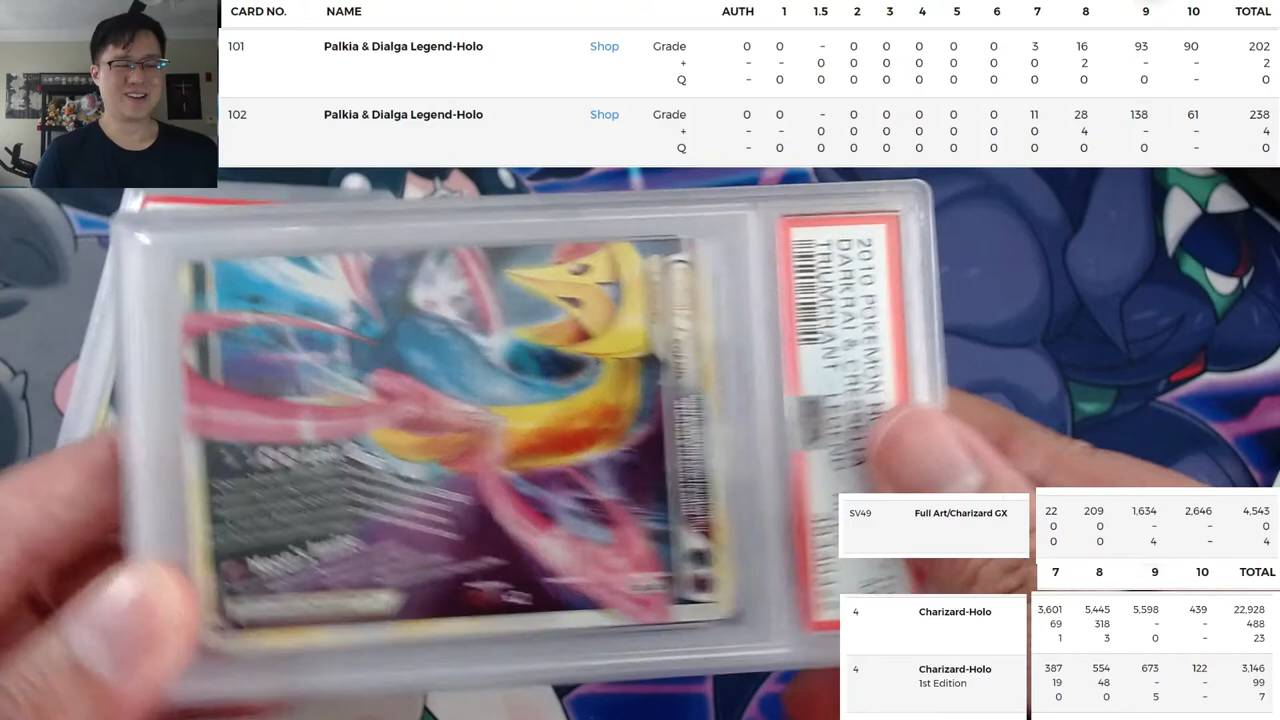 CARD NO. NAME AUTH 1 1.5 2 3 4 5 6 7 8 9 10 TOTAL
101 Palkia & Dialga Legend-Holo Shop Grade 0 0 - 0 0 0 0 0 3 16 93 90 202
+ - - 0 0 0 0 0 0 0 2 - - 2
Q - 0 0 0 0 0 0 0 0 0 0 - 0
102 Palkia & Dialga Legend-Holo Shop Grade 0 0 - 0 0 0 0 0 11 28 138 61 238
+ - - 0 0 0 0 0 0 0 4 - - 4
Q - 0 0 0 0 0 0 0 0 0 0 - 0
2010 POKEMON
DARKRAI &
TRIUMPHANT
SV49 Full Art/Charizard GX 22 209 1,634 2,646 4,543
0 0 - - 0
0 0 4 - 4
7 8 9 10 TOTAL
4 Charizard-Holo 3,601 5,445 5,598 439 22,928
69 318 - - 488
1 3 0 - 23
4 Charizard-Holo 387 554 673 122 3,146
1st Edition 19 48 - - 99
0 0 5 - 7